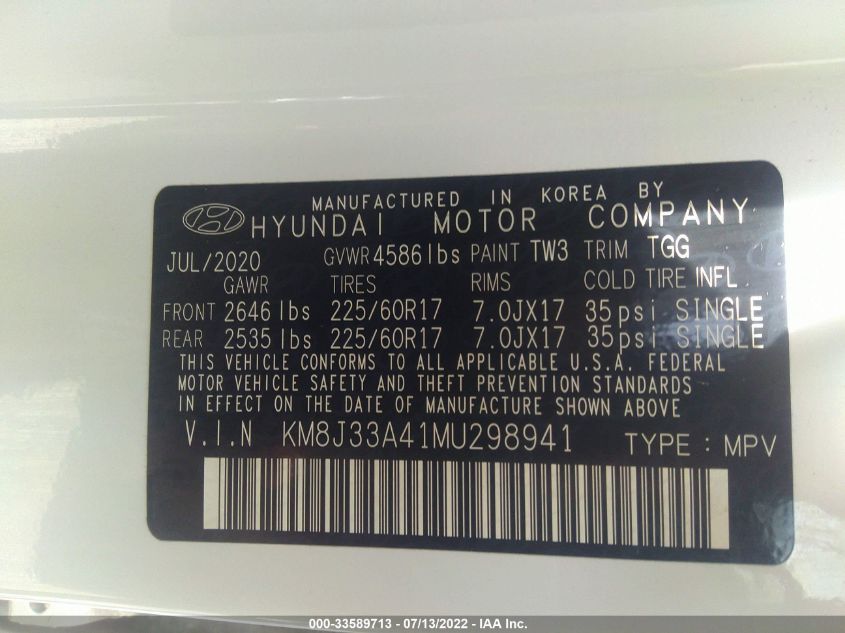 MANUFACTURED IN KOREA BY
HYUNDAI MOTOR COMPANY
JUL/2020 GVWR 4586 lbs PAINT TW3 TRIM TGG
GAWR TIRES RIMS COLD TIRE INFL.
FRONT 2646 lbs 225/60R17 7.0JX17 35psi SINGLE
REAR 2535 lbs 225/60R17 7.0JX17 35psi SINGLE
THIS VEHICLE CONFORMS TO ALL APPLICABLE U.S.A. FEDERAL
MOTOR VEHICLE SAFETY AND THEFT PREVENTION STANDARDS
IN EFFECT ON THE DATE OF MANUFACTURE SHOWN ABOVE
V.I.N KM8J33A41MU298941 TYPE : MPV
000-33589713 - 07/13/2022 - IAA Inc.